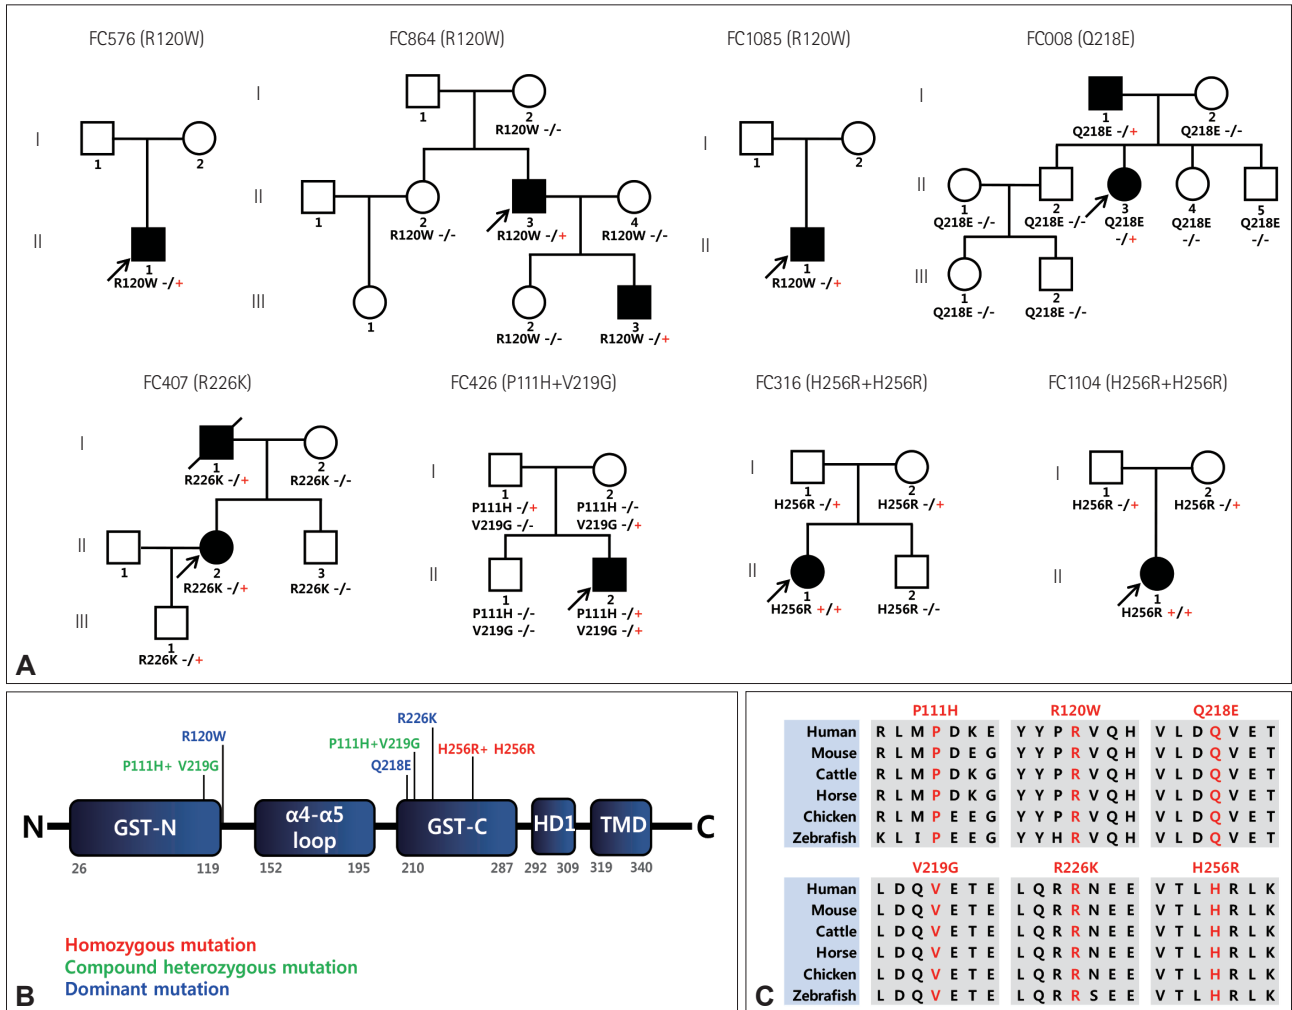 FC576 (R120W)
FC864 (R120W)
FC1085 (R120W)
FC008 (Q218E)
I
1
2
II
1
R120W -/+
I
1
2
R120W -/-
II
1
2
R120W -/-
3
R120W -/+
4
R120W -/-
III
1
2
R120W -/-
3
R120W -/+
I
1
2
II
1
R120W -/+
I
1
Q218E -/+
2
Q218E -/-
II
1
Q218E -/-
2
Q218E -/-
3
Q218E
-/+
4
Q218E
-/-
5
Q218E
-/-
III
1
Q218E -/-
2
Q218E -/-
FC407 (R226K)
FC426 (P111H+V219G)
FC316 (H256R+H256R)
FC1104 (H256R+H256R)
I
1
R226K -/+
2
R226K -/-
II
1
2
R226K -/+
3
R226K -/-
III
1
R226K -/+
I
1
P111H -/+
V219G -/-
2
P111H -/-
V219G -/+
II
1
P111H -/-
V219G -/-
2
P111H -/+
V219G -/+
I
1
H256R -/+
2
H256R -/+
II
1
H256R +/+
2
H256R -/-
I
1
H256R -/+
2
H256R -/+
II
1
H256R +/+
A
R226K
R120W
P111H+V219G
H256R+ H256R
P111H+ V219G
Q218E
N
GST-N
α4-α5
loop
GST-C
HD1
TMD
C
26 119 152 195 210 287 292 309 319 340
Homozygous mutation
Compound heterozygous mutation
Dominant mutation
B
P111H R120W Q218E
Human R L M P D K E Y Y P R V Q H V L D Q V E T
Mouse R L M P D E G Y Y P R V Q H V L D Q V E T
Cattle R L M P D K G Y Y P R V Q H V L D Q V E T
Horse R L M P D K G Y Y P R V Q H V L D Q V E T
Chicken R L M P E E G Y Y P R V Q H V L D Q V E T
Zebrafish K L I P E E G Y Y H R V Q H V L D Q V E T
V219G R226K H256R
Human L D Q V E T E L Q R R N E E V T L H R L K
Mouse L D Q V E T E L Q R R N E E V T L H R L K
Cattle L D Q V E T E L Q R R N E E V T L H R L K
Horse L D Q V E T E L Q R R N E E V T L H R L K
Chicken L D Q V E T E L Q R R N E E V T L H R L K
Zebrafish L D Q V E T E L Q R R S E E V T L H R L K
C